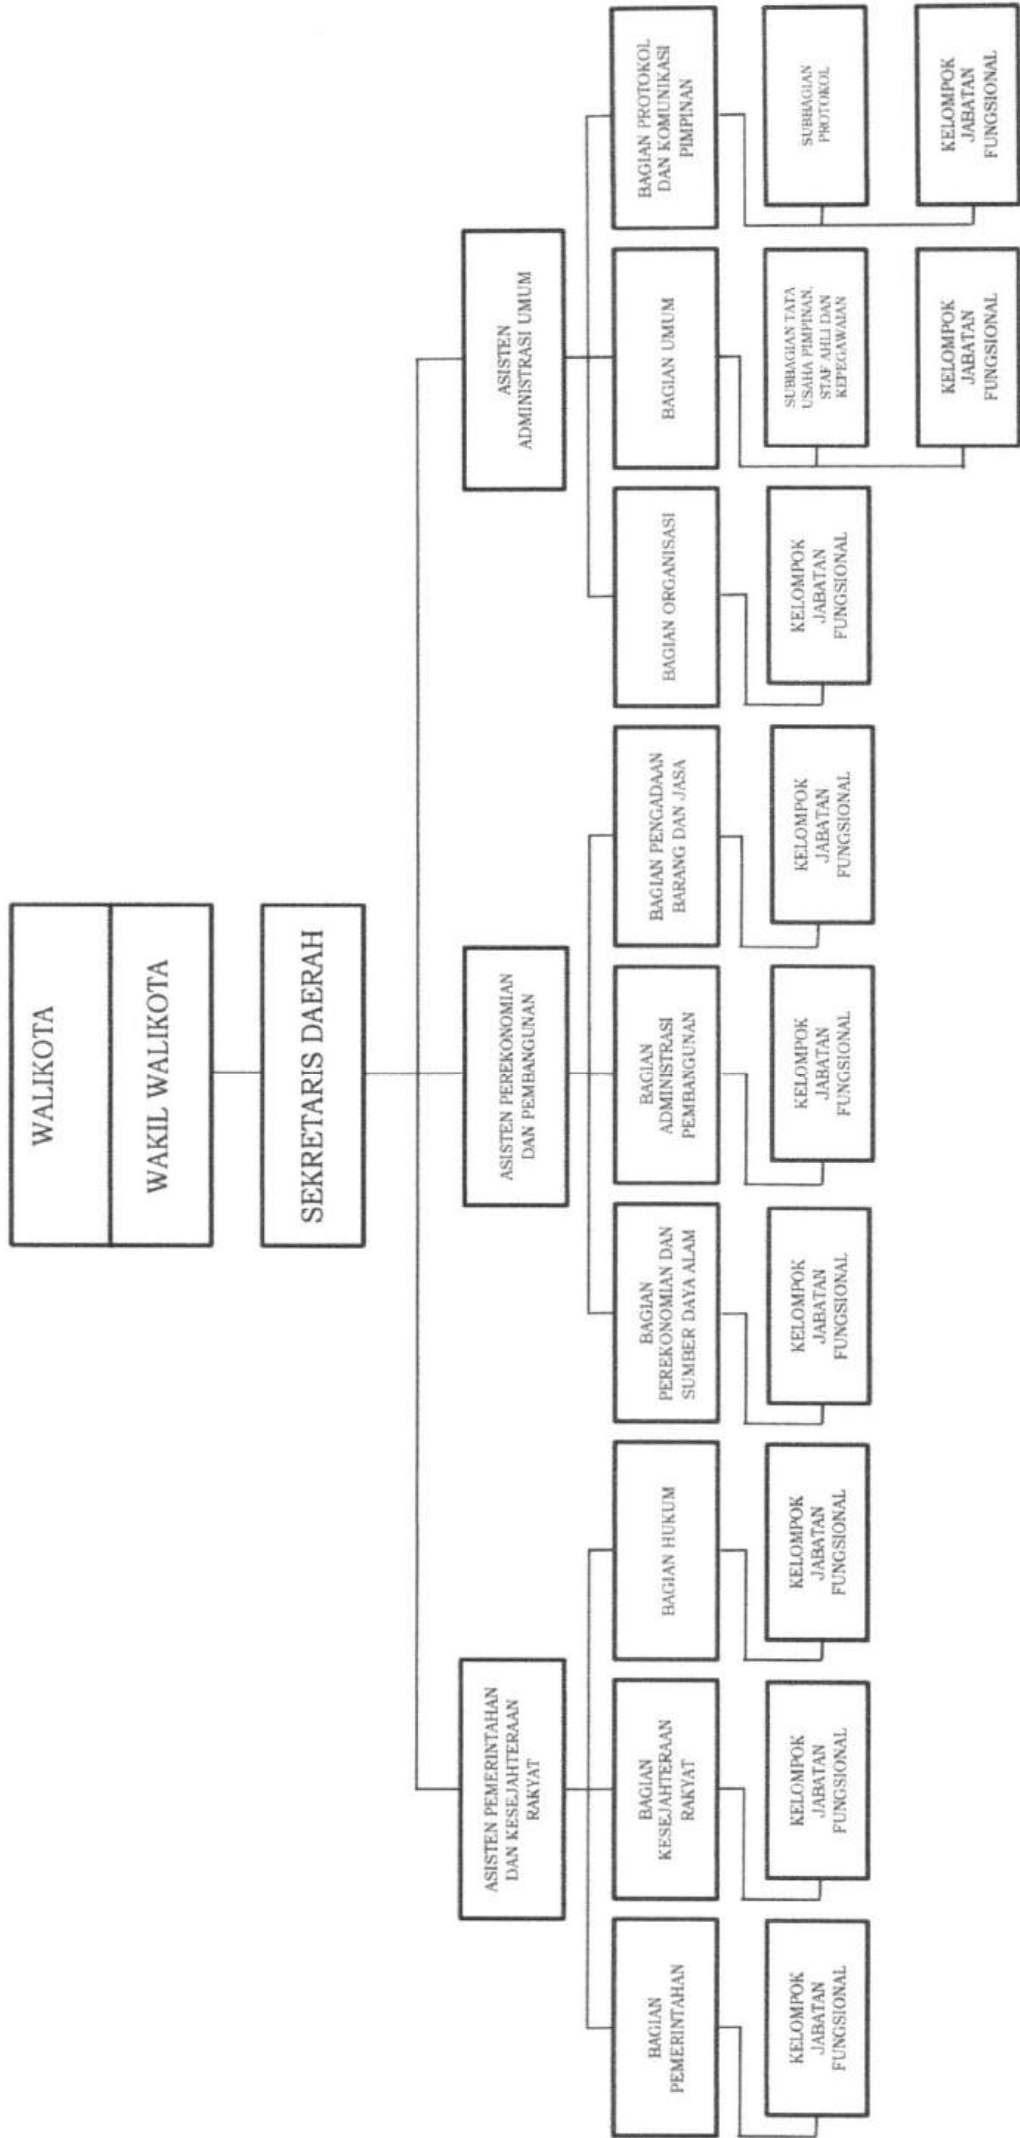 WALIKOTA
WAKIL WALIKOTA
SEKRETARIS DAERAH
ASISTEN PEMERINTAHAN
DAN KESEJAHTERAAN
RAKYAT
ASISTEN PEREKONOMIAN
DAN PEMBANGUNAN
ASISTEN
ADMINISTRASI UMUM
BAGIAN
PEMERINTAHAN
BAGIAN
KESEJAHTERAAN
RAKYAT
BAGIAN HUKUM
BAGIAN
PEREKONOMIAN DAN
SUMBER DAYA ALAM
BAGIAN
ADMINISTRASI
PEMBANGUNAN
BAGIAN PENGADAAN
BARANG DAN JASA
BAGIAN ORGANISASI
BAGIAN UMUM
BAGIAN PROTOKOL
DAN KOMUNIKASI
PIMPINAN
KELOMPOK
JABATAN
FUNGSIONAL
KELOMPOK
JABATAN
FUNGSIONAL
KELOMPOK
JABATAN
FUNGSIONAL
KELOMPOK
JABATAN
FUNGSIONAL
KELOMPOK
JABATAN
FUNGSIONAL
KELOMPOK
JABATAN
FUNGSIONAL
KELOMPOK
JABATAN
FUNGSIONAL
SUBBAGIAN TATA
USAHA PIMPINAN,
STAF AHLI DAN
KEPEGAWAIAN
SUBBAGIAN
PROTOKOL
KELOMPOK
JABATAN
FUNGSIONAL
KELOMPOK
JABATAN
FUNGSIONAL